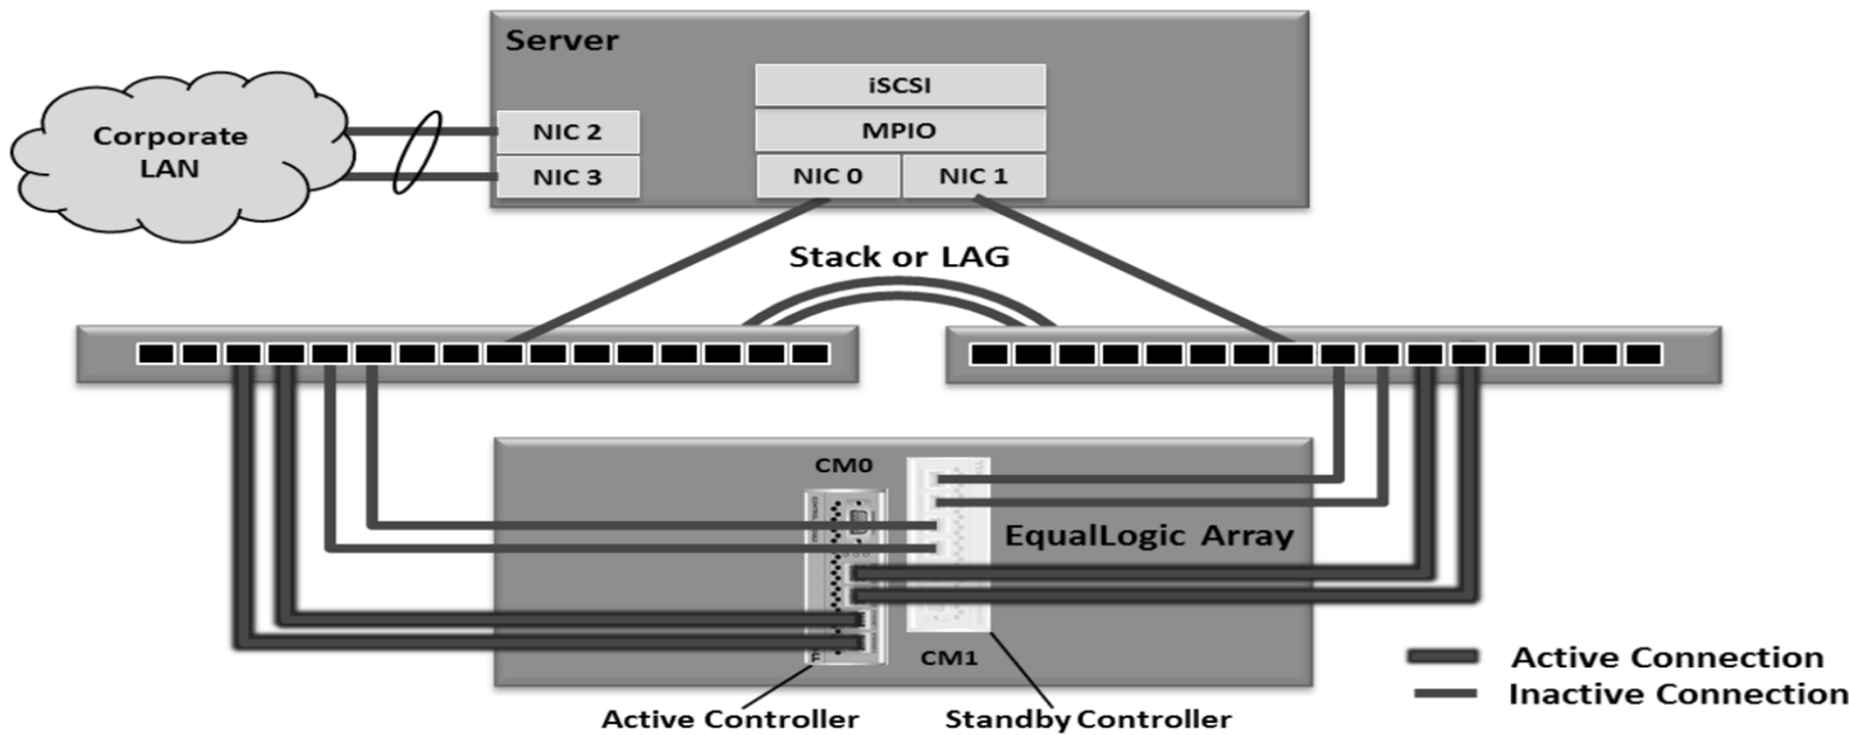 Server
iSCSI
MPIO
NIC 0
NIC 1
NIC 2
NIC 3
Corporate
LAN
Stack or LAG
CM0
EqualLogic Array
CM1
Active Controller
Standby Controller
Active Connection
Inactive Connection